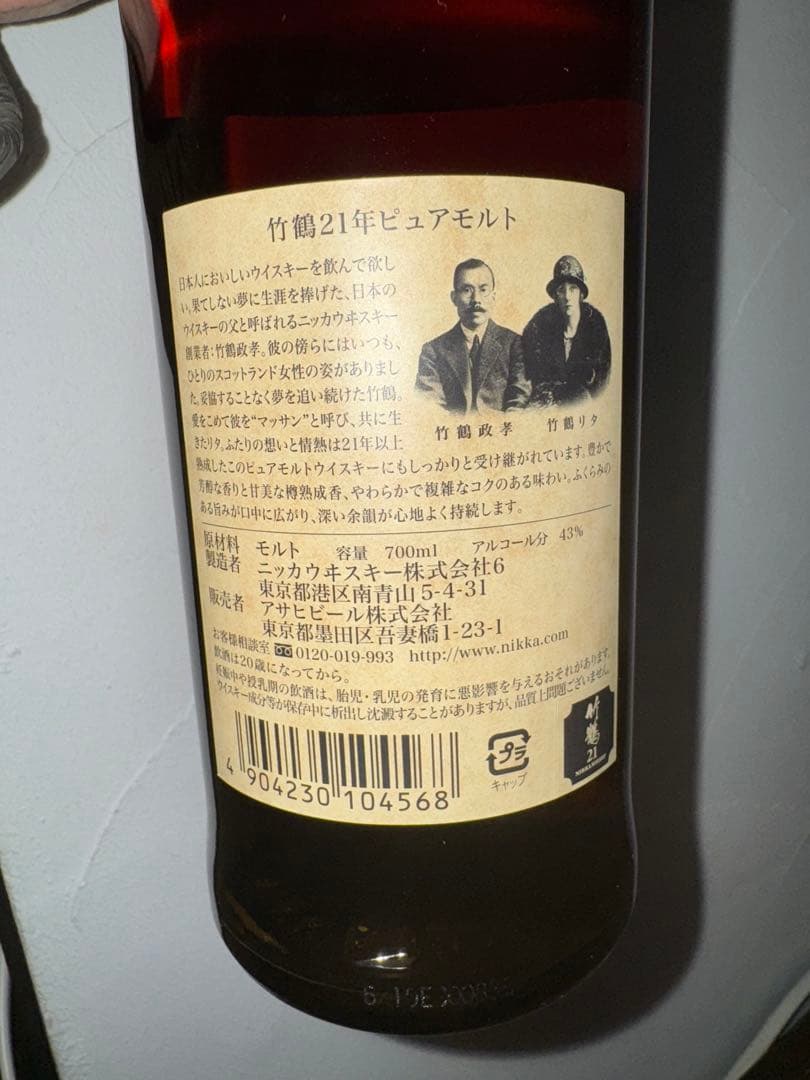 竹鶴21年ピュアモルト
日本人においしいウイスキーを飲んで欲し
い。果てしない夢に生涯を捧げた、日本の
ウイスキーの父と呼ばれるニッカウヰスキー
創業者：竹鶴政孝。彼の傍らにはいつも、
ひとりのスコットランド女性の姿がありまし
た。妥協することなく夢を追い続けた竹鶴。
愛をこめて彼を“マッサン”と呼び、共に生
きたリタ。ふたりの想いと情熱は21年以上
熟成したこのピュアモルトウイスキーにもしっかりと受け継がれています。豊かで
芳醇な香りと甘美な樽熟成香、やわらかで複雑なコクのある味わい。ふくらみの
ある旨みが口中に広がり、深い余韻が心地よく持続します。
竹鶴政孝 竹鶴リタ
原材料 モルト 容量 700ml アルコール分 43%
製造者 ニッカウヰスキー株式会社6
東京都港区南青山5-4-31
販売者 アサヒビール株式会社
東京都墨田区吾妻橋1-23-1
お客様相談室 0120-019-993 http://www.nikka.com
飲酒は20歳になってから。
妊娠中や授乳期の飲酒は、胎児・乳児の発育に悪影響を与えるおそれがあります。
ウイスキー成分等が保存中に析出し沈澱することがありますが、品質上問題ございません。
4 904230 104568
プラ
キャップ
竹鶴
21